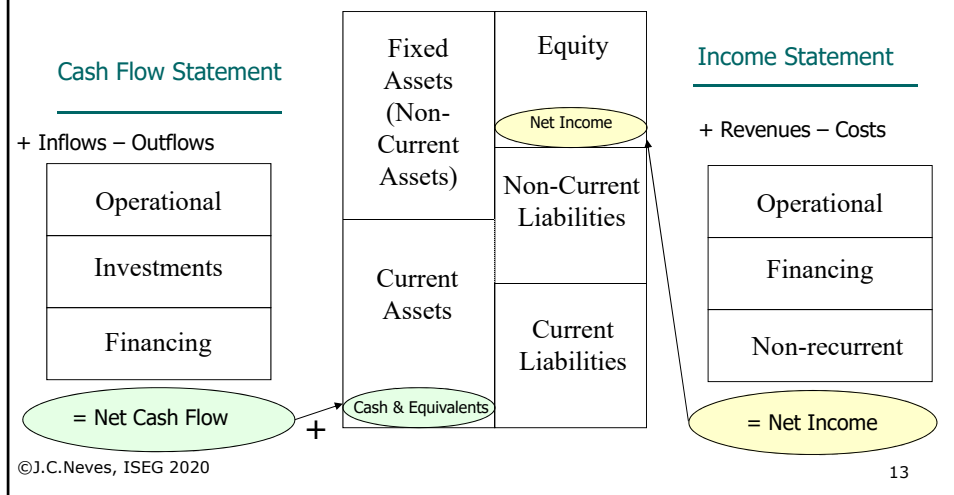 Cash Flow Statement
+ Inflows – Outflows
Operational
Investments
Financing
= Net Cash Flow
+
Fixed
Assets
(Non-
Current
Assets)
Current
Assets
Cash & Equivalents
Equity
Net Income
Non-Current
Liabilities
Current
Liabilities
Income Statement
+ Revenues – Costs
Operational
Financing
Non-recurrent
= Net Income
©J.C.Neves, ISEG 2020
13